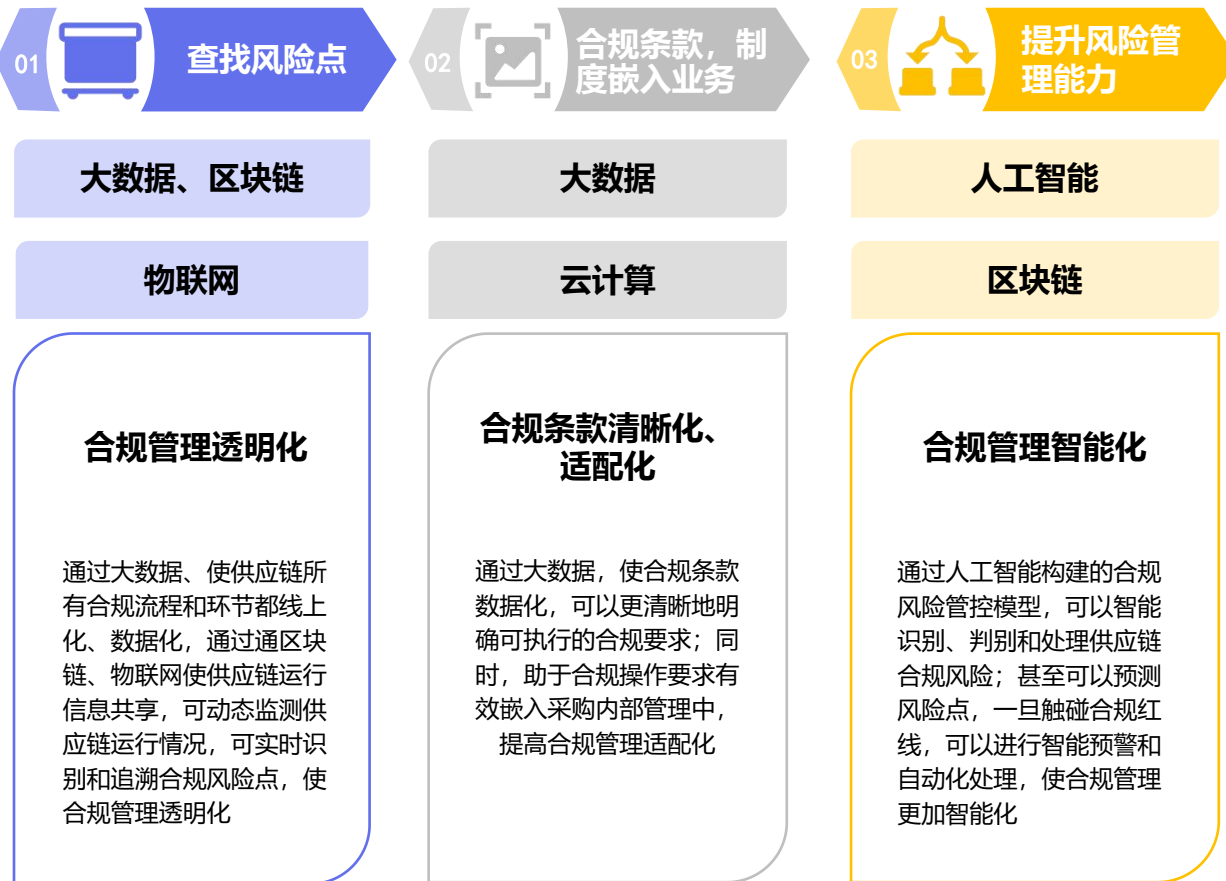 01
查找风险点
大数据、区块链
物联网
合规管理透明化
通过大数据、使供应链所
有合规流程和环节都线上
化、数据化，通过通区块
链、物联网使供应链运行
信息共享，可动态监测供
应链运行情况，可实时识
别和追溯合规风险点，使
合规管理透明化
02
合规条款，制
度嵌入业务
大数据
云计算
合规条款清晰化、
适配化
通过大数据，使合规条款
数据化，可以更清晰地明
确可执行的合规要求；同
时，助于合规操作要求有
效嵌入采购内部管理中，
提高合规管理适配化
03
提升风险管
理能力
人工智能
区块链
合规管理智能化
通过人工智能构建的合规
风险管控模型，可以智能
识别、判别和处理供应链
合规风险；甚至可以预测
风险点，一旦触碰合规红
线，可以进行智能预警和
自动化处理，使合规管理
更加智能化